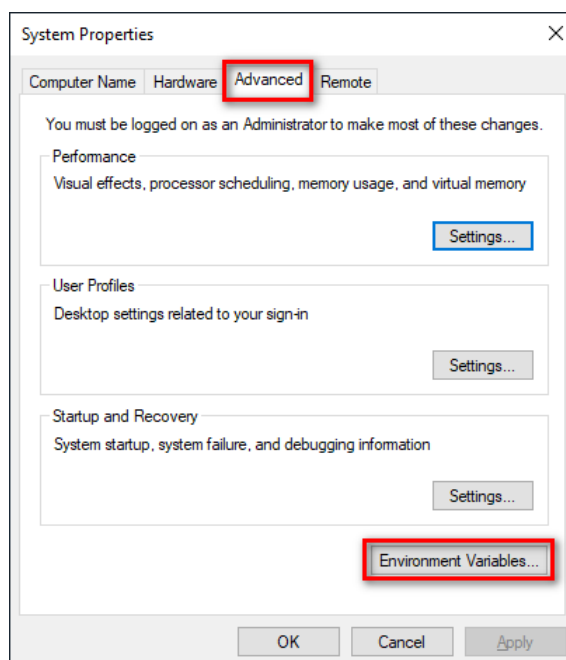 System Properties
Computer Name Hardware Advanced Remote
You must be logged on as an Administrator to make most of these changes.
Performance
Visual effects, processor scheduling, memory usage, and virtual memory
Settings...
User Profiles
Desktop settings related to your sign-in
Settings...
Startup and Recovery
System startup, system failure, and debugging information
Settings...
Environment Variables...
OK Cancel Apply